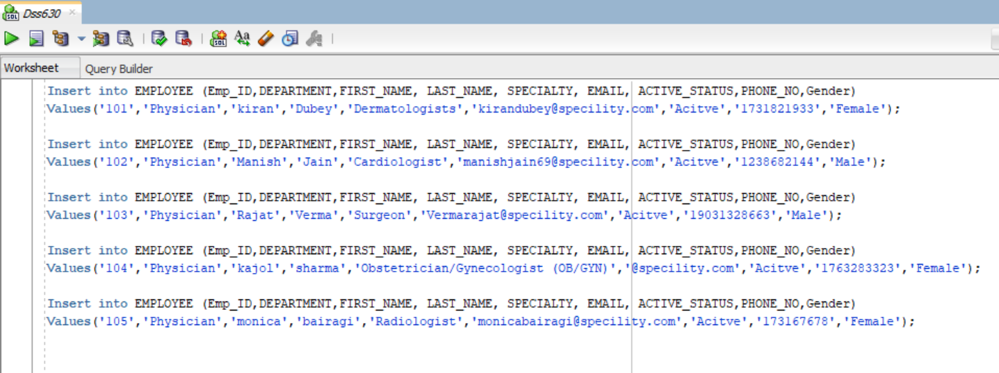 Dss630
Worksheet
Query Builder
Insert into EMPLOYEE (Emp_ID,DEPARTMENT,FIRST_NAME, LAST_NAME, SPECIALTY, EMAIL, ACTIVE_STATUS,PHONE_NO,Gender)
Values('101','Physician','kiran','Dubey','Dermatologists','kirandubey@specility.com','Acitve','1731821933','Female');
Insert into EMPLOYEE (Emp_ID,DEPARTMENT,FIRST_NAME, LAST_NAME, SPECIALTY, EMAIL, ACTIVE_STATUS,PHONE_NO,Gender)
Values('102','Physician','Manish','Jain','Cardiologist','manishjain69@specility.com','Acitve','1238682144','Male');
Insert into EMPLOYEE (Emp_ID,DEPARTMENT,FIRST_NAME, LAST_NAME, SPECIALTY, EMAIL, ACTIVE_STATUS,PHONE_NO,Gender)
Values('103','Physician','Rajat','Verma','Surgeon','Vermarajat@specility.com','Acitve','19031328663','Male');
Insert into EMPLOYEE (Emp_ID,DEPARTMENT,FIRST_NAME, LAST_NAME, SPECIALTY, EMAIL, ACTIVE_STATUS,PHONE_NO,Gender)
Values('104','Physician','kajol','sharma','Obstetrician/Gynecologist (OB/GYN)','@specility.com','Acitve','1763283323','Female');
Insert into EMPLOYEE (Emp_ID,DEPARTMENT,FIRST_NAME, LAST_NAME, SPECIALTY, EMAIL, ACTIVE_STATUS,PHONE_NO,Gender)
Values('105','Physician','monica','bairagi','Radiologist','monicabairagi@specility.com','Acitve','173167678','Female');